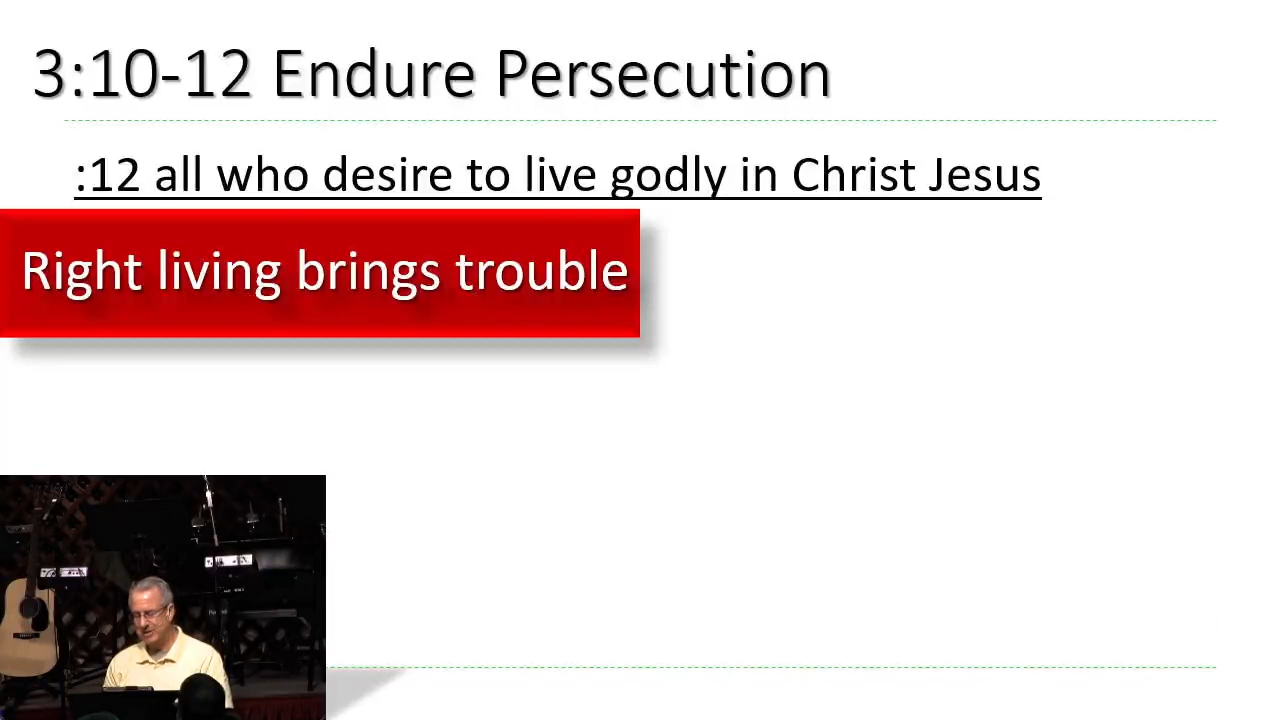 3:10-12 Endure Persecution
:12 all who desire to live godly in Christ Jesus
Right living brings trouble